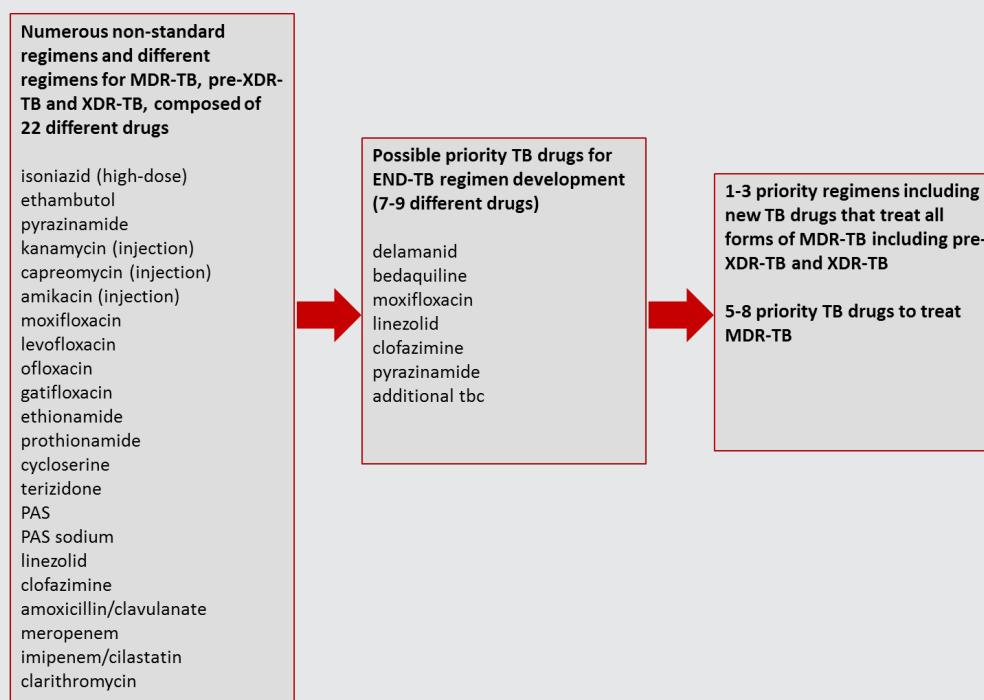 Numerous non-standard
regimens and different
regimens for MDR-TB, pre-XDR-
TB and XDR-TB, composed of
22 different drugs
isoniazid (high-dose)
ethambutol
pyrazinamide
kanamycin (injection)
capreomycin (injection)
amikacin (injection)
moxifloxacin
levofloxacin
ofloxacin
gatifloxacin
ethionamide
prothionamide
cycloserine
terizidone
PAS
PAS sodium
linezolid
clofazimine
amoxicillin/clavulanate
meropenem
imipenem/cilastatin
clarithromycin
Possible priority TB drugs for
END-TB regimen development
(7-9 different drugs)
delamanid
bedaquiline
moxifloxacin
linezolid
clofazimine
pyrazinamide
additional tbc
1-3 priority regimens including
new TB drugs that treat all
forms of MDR-TB including pre-
XDR-TB and XDR-TB
5-8 priority TB drugs to treat
MDR-TB